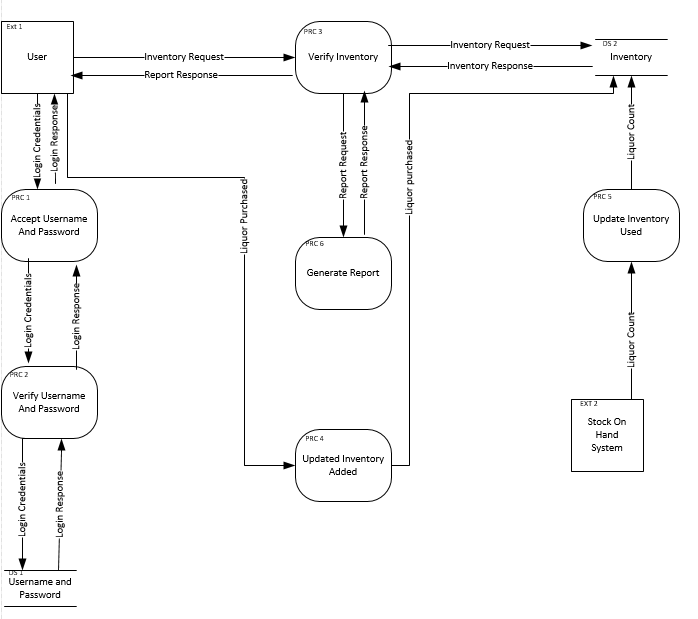 Ext 1
User
PRC 3
Verify Inventory
DS 2
Inventory
Inventory Request
Report Response
Inventory Request
Inventory Response
Login Credentials
Login Response
Report Request
Report Response
Liquor purchased
Liquor Count
PRC 1
Accept Username
And Password
Liquor Purchased
PRC 5
Update Inventory
Used
PRC 6
Generate Report
Login Credentials
Login Response
Liquor Count
PRC 2
Verify Username
And Password
EXT 2
Stock On
Hand
System
PRC 4
Updated Inventory
Added
Login Credentials
Login Response
DS 1
Username and
Password